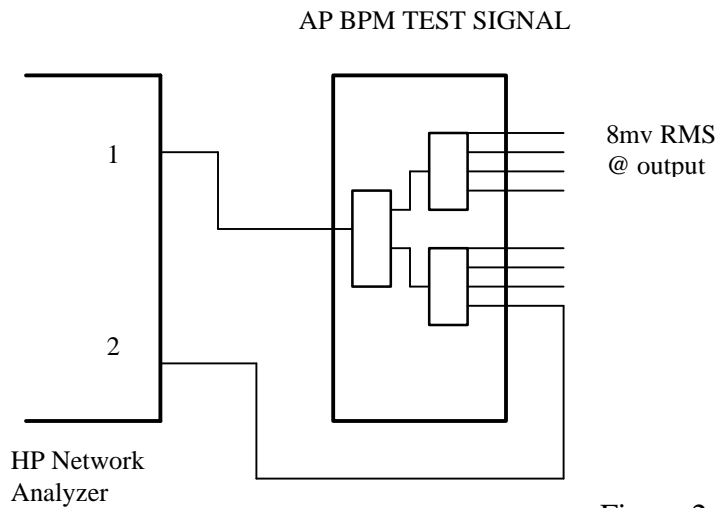 AP BPM TEST SIGNAL
1
8mv RMS
@ output
2
HP Network
Analyzer